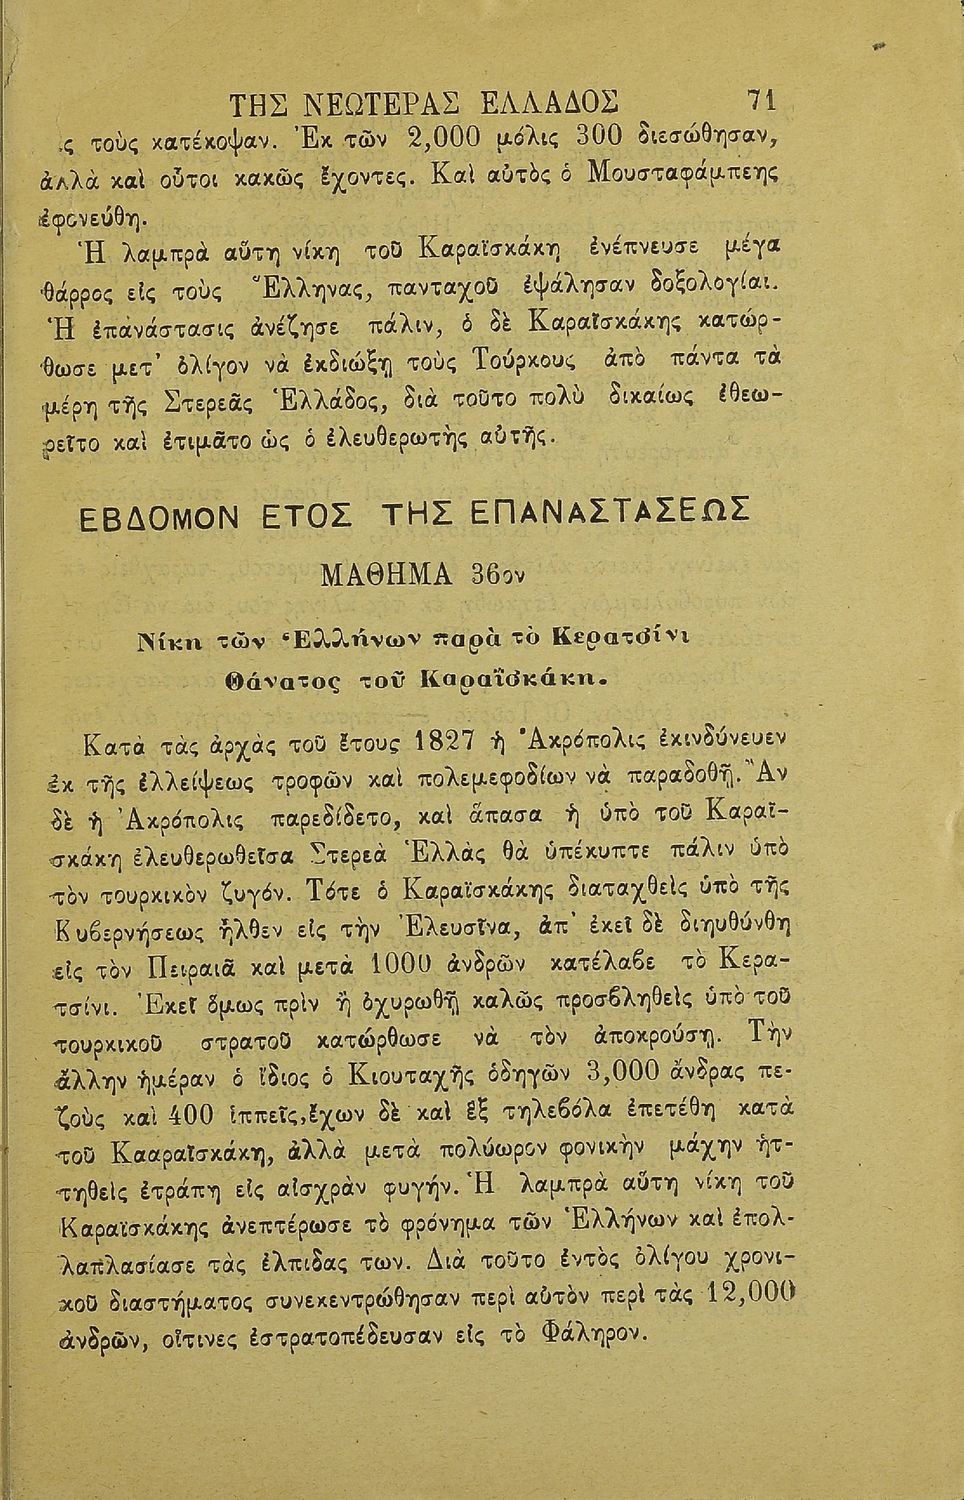 ΤΗΣ ΝΕΩΤΕΡΑΣ ΕΛΛΑΔΟΣ 71
ς τοὺς κατέκοψαν. Ἐκ τῶν 2,000 μόλις 300 διεσώθησαν,
ἀλλὰ καὶ οὗτοι κακῶς ἔχοντες. Καὶ αὐτὸς ὁ Μουσταφάμπεης
ἐφονεύθη.
Ἡ λαμπρὰ αὕτη νίκη τοῦ Καραϊσκάκη ἐνέπνευσε μέγα
θάρρος εἰς τοὺς Ἕλληνας, πανταχοῦ ἐψάλησαν δοξολογίαι.
Ἡ ἐπανάστασις ἀνέζησε πάλιν, ὁ δὲ Καραΐσκάκης κατώρ-
θωσε μετ' ὀλίγον νὰ ἐκδιώξῃ τοὺς Τούρκους ἀπὸ πάντα τὰ
μέρη τῆς Στερεᾶς Ἑλλάδος, διὰ τοῦτο πολὺ δικαίως ἐθεω-
ρεῖτο καὶ ἐτιμᾶτο ὡς ὁ ἐλευθερωτὴς αὐτῆς.
ΕΒΔΟΜΟΝ ΕΤΟΣ ΤΗΣ ΕΠΑΝΑΣΤΑΣΕΩΣ
ΜΑΘΗΜΑ 36ον
Νίκη τῶν Ἑλλήνων παρὰ τὸ Κερατσίνι
Θάνατος τοῦ Καραΐσκάκη.
Κατὰ τὰς ἀρχὰς τοῦ ἔτους 1827 ἡ Ἀκρόπολις ἐκινδύνευεν
ἐκ τῆς ἐλλείψεως τροφῶν καὶ πολεμεφοδίων νὰ παραδοθῇ. Ἂν
δὲ ἡ Ἀκρόπολις παρεδίδετο, καὶ ἅπασα ἡ ὑπὸ τοῦ Καραΐ-
σκάκη ἐλευθερωθεῖσα Στερεὰ Ἑλλὰς θὰ ὑπέκυπτε πάλιν ὑπὸ
τὸν τουρκικὸν ζυγόν. Τότε ὁ Καραϊσκάκης διαταχθεὶς ὑπὸ τῆς
Κυβερνήσεως ἦλθεν εἰς τὴν Ἐλευσῖνα, ἀπ' ἐκεῖ δὲ διηυθύνθη
εἰς τὸν Πειραιᾶ καὶ μετὰ 1000 ἀνδρῶν κατέλαβε τὸ Κερα-
τσίνι. Ἐκεῖ ὅμως πρὶν ἢ ὀχυρωθῇ καλῶς προσβληθεὶς ὑπὸ τοῦ
τουρκικοῦ στρατοῦ κατώρθωσε νὰ τὸν ἀποκρούσῃ. Τὴν
ἄλλην ἡμέραν ὁ ἴδιος ὁ Κιουταχῆς ὁδηγῶν 3,000 ἄνδρας πε-
ζοὺς καὶ 400 ἱππεῖς, ἔχων δὲ καὶ ἓξ τηλεβόλα ἐπετέθη κατὰ
τοῦ Κααραΐσκάκη, ἀλλὰ μετὰ πολύωρον φονικὴν μάχην ἡτ-
τηθεὶς ἐτράπη εἰς αἰσχρὰν φυγήν. Ἡ λαμπρὰ αὕτη νίκη τοῦ
Καραϊσκάκης ἀνεπτέρωσε τὸ φρόνημα τῶν Ἑλλήνων καὶ ἐπολ-
λαπλασίασε τὰς ἐλπιδας των. Διὰ τοῦτο ἐντὸς ὀλίγου χρονι-
κοῦ διαστήματος συνεκεντρώθησαν περὶ αὐτὸν περὶ τὰς 12,000
ἀνδρῶν, οἵτινες ἐστρατοπέδευσαν εἰς τὸ Φάληρον.